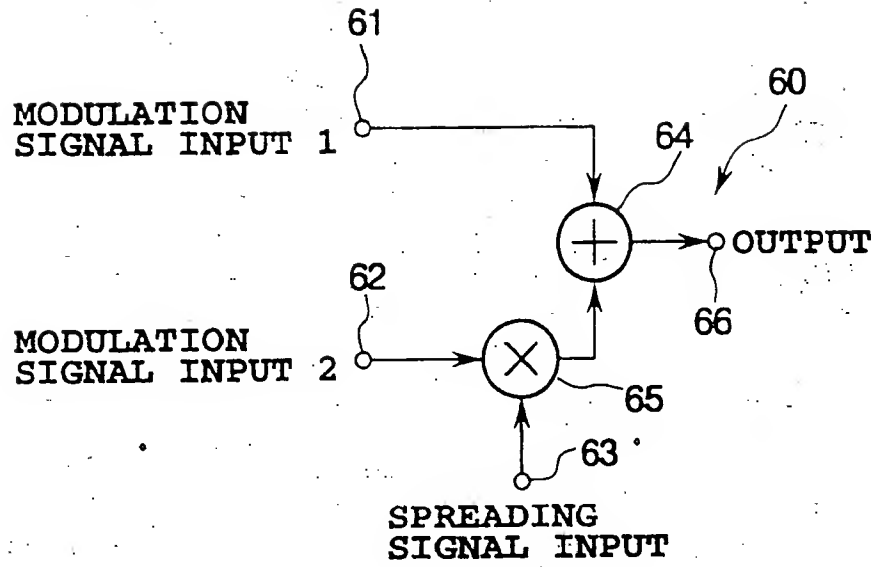 61
MODULATION
SIGNAL INPUT 1
60
64
OUTPUT
62
66
MODULATION
SIGNAL INPUT 2
65
63
SPREADING
SIGNAL INPUT